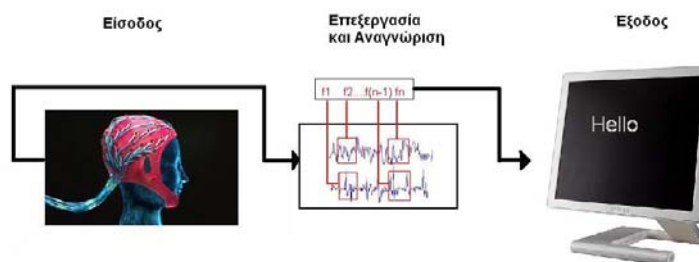 Είσοδος
Επεξεργασία
και Αναγνώριση
Έξοδος
f1 f2...f(n-1) fn
Hello